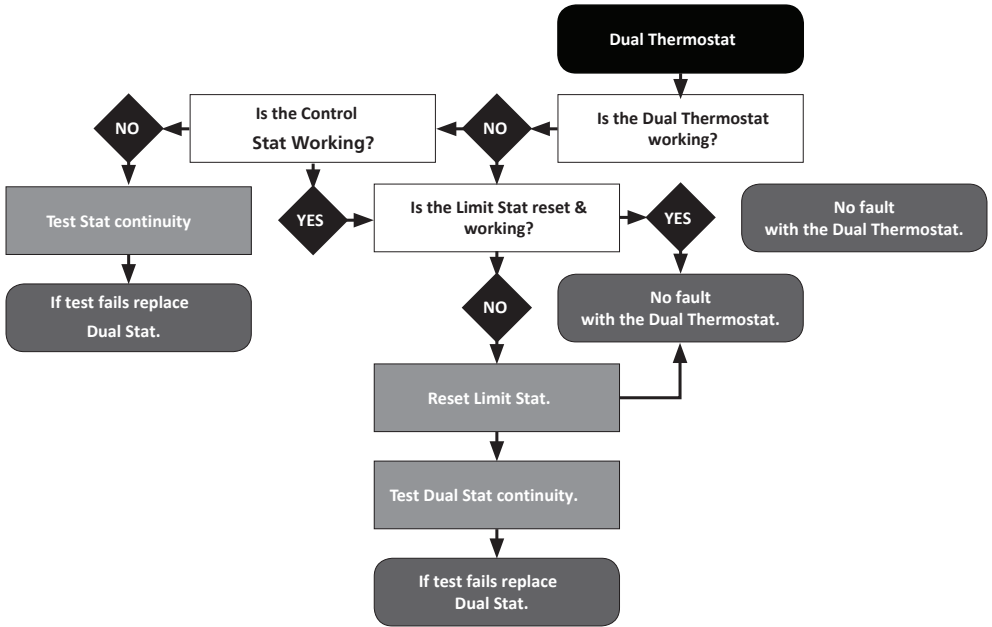 Dual Thermostat
Is the Dual Thermostat
working?
NO
Is the Control
Stat Working?
NO
Test Stat continuity
If test fails replace
Dual Stat.
YES
Is the Limit Stat reset &
working?
YES
No fault
with the Dual Thermostat.
No fault
with the Dual Thermostat.
NO
Reset Limit Stat.
Test Dual Stat continuity.
If test fails replace
Dual Stat.